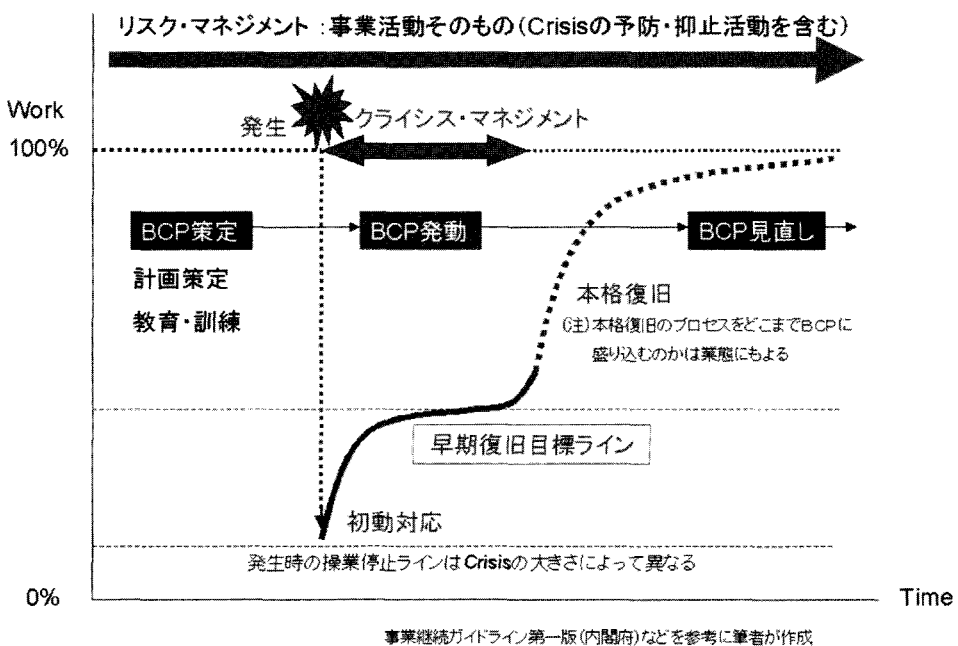 リスク・マネジメント：事業活動そのもの（Crisisの予防・抑止活動を含む）
Work
発生
クライシス・マネジメント
100%
BCP策定
BCP発動
BCP見直し
計画策定
教育・訓練
本格復旧
（注）本格復旧のプロセスをどこまでBCPに
盛り込むのかは業態にもよる
早期復旧目標ライン
初動対応
発生時の操業停止ラインはCrisisの大きさによって異なる
0%
Time
事業継続ガイドライン第一版（内閣府）などを参考に筆者が作成